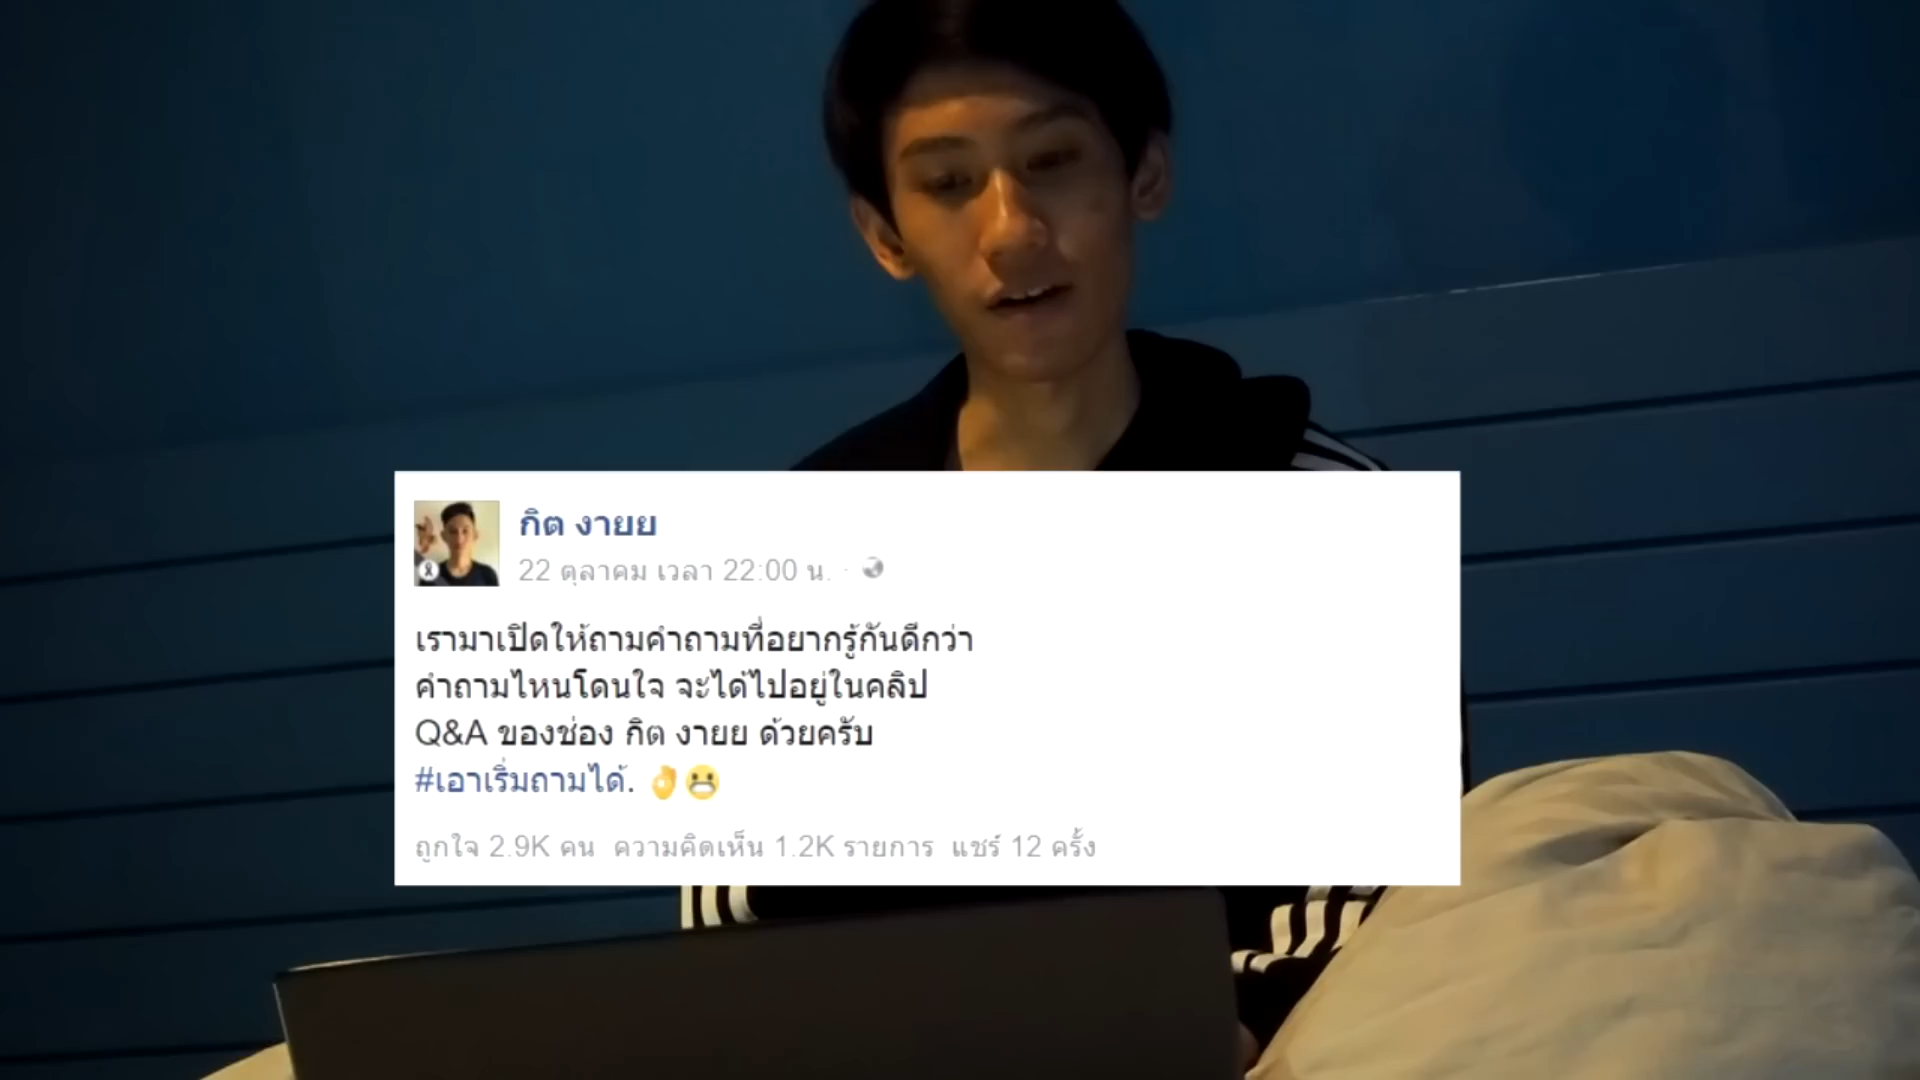 กิต งายย
22 ตุลาคม เวลา 22:00 น. ·
เรามาเปิดให้ถามคำถามที่อยากรู้กันดีกว่า
คำถามไหนโดนใจ จะได้ไปอยู่ในคลิป
Q&A ของช่อง กิต งายย ด้วยครับ
#เอาเริ่มถามได้. 👌😬
ถูกใจ 2.9K คน ความคิดเห็น 1.2K รายการ แชร์ 12 ครั้ง